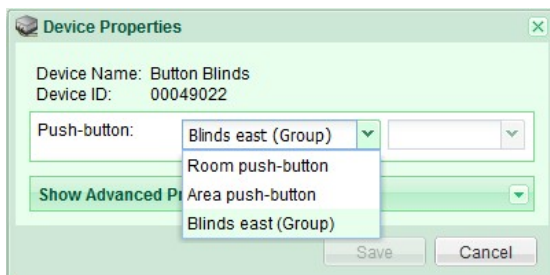 Device Properties
Device Name: Button Blinds
Device ID: 00049022
Push-button: Blinds east (Group)
Room push-button
Show Advanced P Area push-button
Blinds east (Group)
Save Cancel